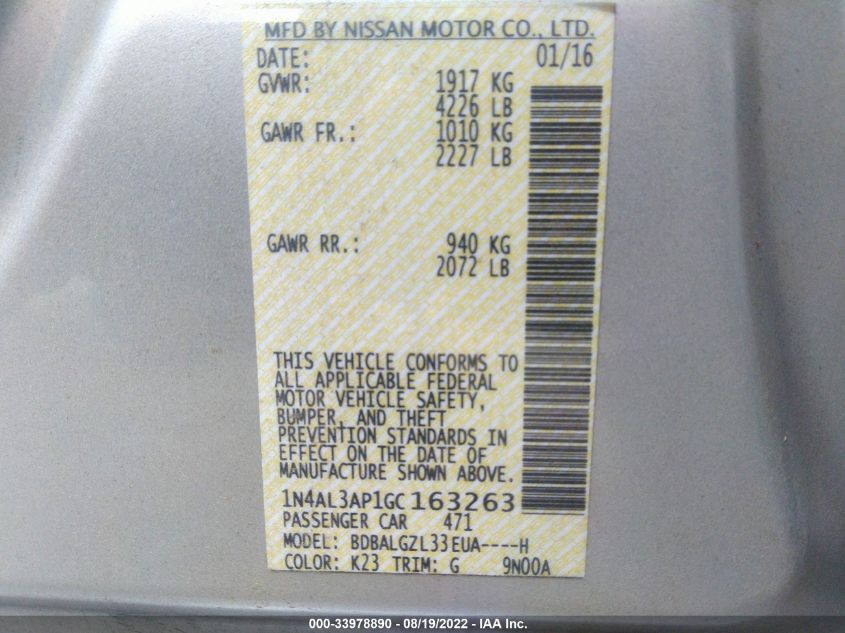 MFD BY NISSAN MOTOR CO., LTD.
DATE: 01/16
GVWR: 1917 KG
4226 LB
GAWR FR.: 1010 KG
2227 LB
GAWR RR.: 940 KG
2072 LB
THIS VEHICLE CONFORMS TO
ALL APPLICABLE FEDERAL
MOTOR VEHICLE SAFETY,
BUMPER, AND THEFT
PREVENTION STANDARDS IN
EFFECT ON THE DATE OF
MANUFACTURE SHOWN ABOVE.
1N4AL3AP1GC163263
PASSENGER CAR 471
MODEL: BDBALGZL33EUA----H
COLOR: K23 TRIM: G 9N00A
000-33978890 - 08/19/2022 - IAA Inc.